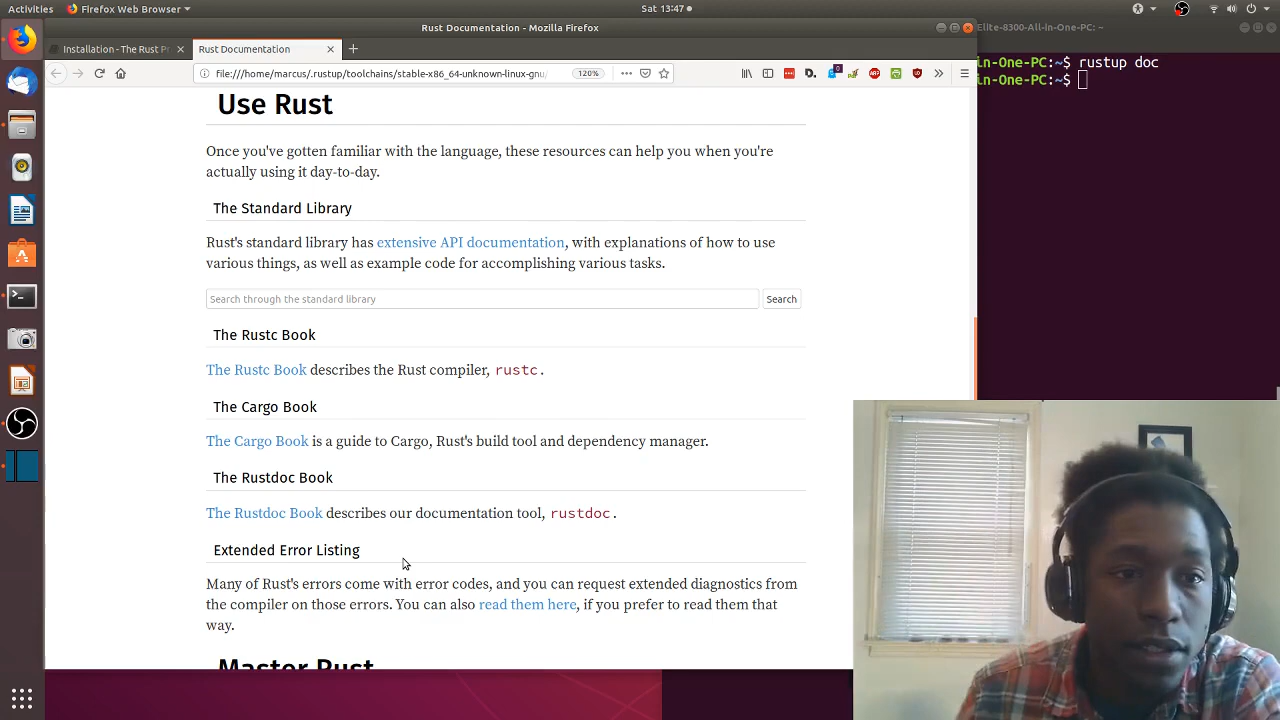 Activities
Firefox Web Browser
Sat 13:47
Rust Documentation - Mozilla Firefox
Elite-8300-All-in-One-PC: ~
Installation - The Rust Pr
Rust Documentation
file:///home/marcus/.rustup/toolchains/stable-x86_64-unknown-linux-gnu/
120%
in-One-PC:~$ rustup doc
in-One-PC:~$
Use Rust
Once you've gotten familiar with the language, these resources can help you when you're
actually using it day-to-day.
The Standard Library
Rust's standard library has extensive API documentation, with explanations of how to use
various things, as well as example code for accomplishing various tasks.
Search through the standard library
Search
The Rustc Book
The Rustc Book describes the Rust compiler, rustc.
The Cargo Book
The Cargo Book is a guide to Cargo, Rust's build tool and dependency manager.
The Rustdoc Book
The Rustdoc Book describes our documentation tool, rustdoc.
Extended Error Listing
Many of Rust's errors come with error codes, and you can request extended diagnostics from
the compiler on those errors. You can also read them here, if you prefer to read them that
way.
Master Rust